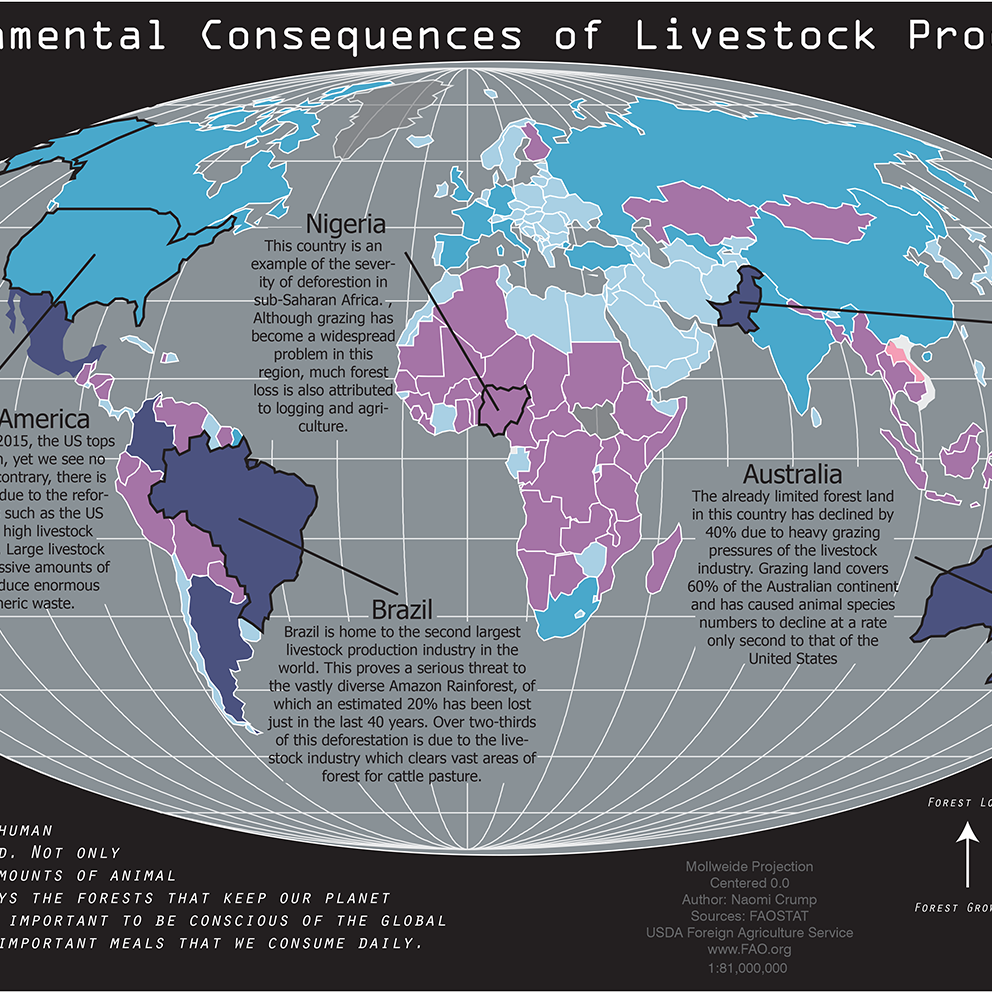 nmental Consequences of Livestock Pro
Nigeria
This country is an
example of the sever-
ity of deforestion in
sub-Saharan Africa. ,
Although grazing has
become a widespread
problem in this
region, much forest
loss is also attributed
to logging and agri-
culture.
America
2015, the US tops
, yet we see no
contrary, there is
due to the refor-
such as the US
high livestock
. Large livestock
ssive amounts of
duce enormous
neric waste.
Australia
The already limited forest land
in this country has declined by
40% due to heavy grazing
pressures of the livestock
industry. Grazing land covers
60% of the Australian continent
and has caused animal species
numbers to decline at a rate
only second to that of the
United States
Brazil
Brazil is home to the second largest
livestock production industry in the
world. This proves a serious threat to
the vastly diverse Amazon Rainforest, of
which an estimated 20% has been lost
just in the last 40 years. Over two-thirds
of this deforestation is due to the live-
stock industry which clears vast areas of
forest for cattle pasture.
Forest Lo
Forest Grow
HUMAN
D. NOT ONLY
MOUNTS OF ANIMAL
YS THE FORESTS THAT KEEP OUR PLANET
IMPORTANT TO BE CONSCIOUS OF THE GLOBAL
IMPORTANT MEALS THAT WE CONSUME DAILY.
Mollweide Projection
Centered 0.0
Author: Naomi Crump
Sources: FAOSTAT
USDA Foreign Agriculture Service
www.FAO.org
1:81,000,000